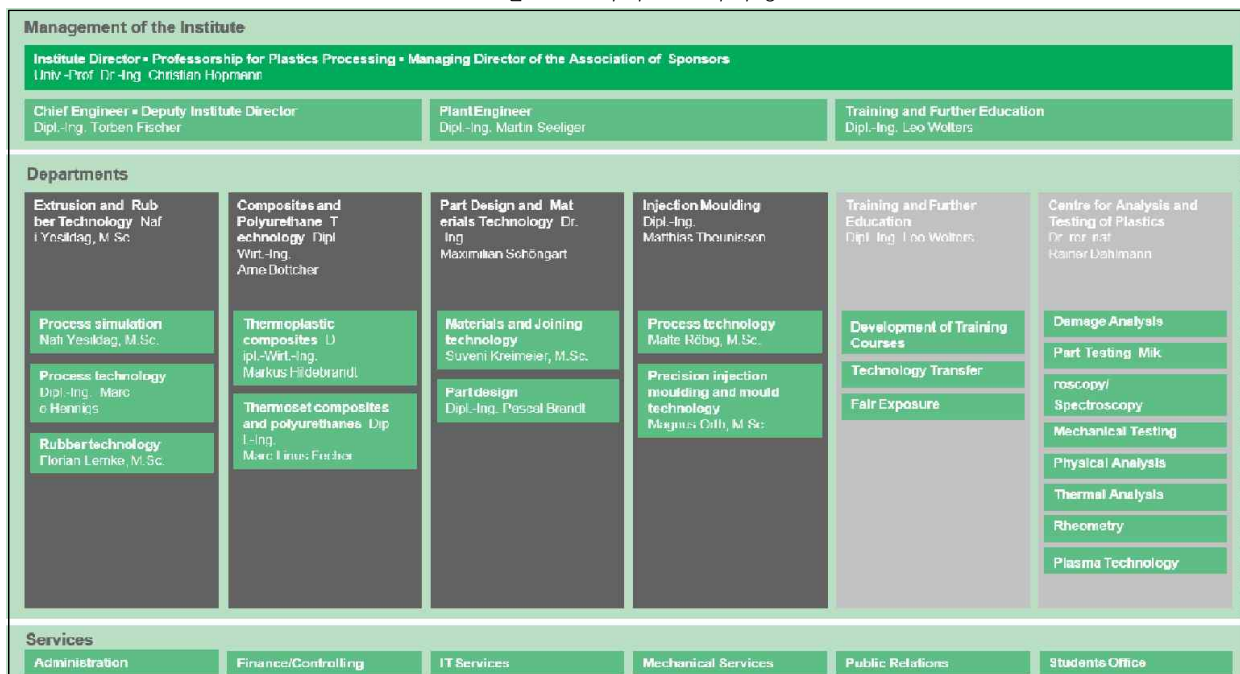 Management of the Institute
Institute Director ▪ Professorship for Plastics Processing ▪ Managing Director of the Association of Sponsors
Univ.-Prof. Dr.-Ing. Christian Hopmann
Chief Engineer ▪ Deputy Institute Director
Dipl.-Ing. Torben Fischer
Plant Engineer
Dipl.-Ing. Martin Seeliger
Training and Further Education
Dipl.-Ing. Leo Wolters
Departments
Extrusion and Rub
ber Technology Naf
i Yesildag, M.Sc.
Process simulation
Nafi Yesildag, M.Sc.
Process technology
Dipl.-Ing. Marc
o Hennigs
Rubber technology
Florian Lemke, M.Sc.
Composites and
Polyurethane T
echnology Dipl
Wirt.-Ing.
Arne Böttcher
Thermoplastic
composites D
ipl.-Wirt.-Ing.
Markus Hildebrandt
Thermoset composites
and polyurethanes Dip
l.-Ing.
Marc Linus Fecher
Part Design and Mat
erials Technology Dr.
Ing
Maximilian Schöngart
Materials and Joining
technology
Suveni Kreimeier, M.Sc.
Part design
Dipl.-Ing. Pascal Brandt
Injection Moulding
Dipl.-Ing.
Matthias Theunissen
Process technology
Malte Röbig, M.Sc.
Precision injection
moulding and mould
technology
Magnus Orth, M.Sc.
Training and Further
Education
Dipl.-Ing. Leo Wolters
Development of Training
Courses
Technology Transfer
Fair Exposure
Centre for Analysis and
Testing of Plastics
Dr. rer. nat.
Rainer Dahlmann
Damage Analysis
Part Testing Mik
roscopy/
Spectroscopy
Mechanical Testing
Physical Analysis
Thermal Analysis
Rheometry
Plasma Technology
Services
Administration
Finance/Controlling
IT Services
Mechanical Services
Public Relations
Students Office